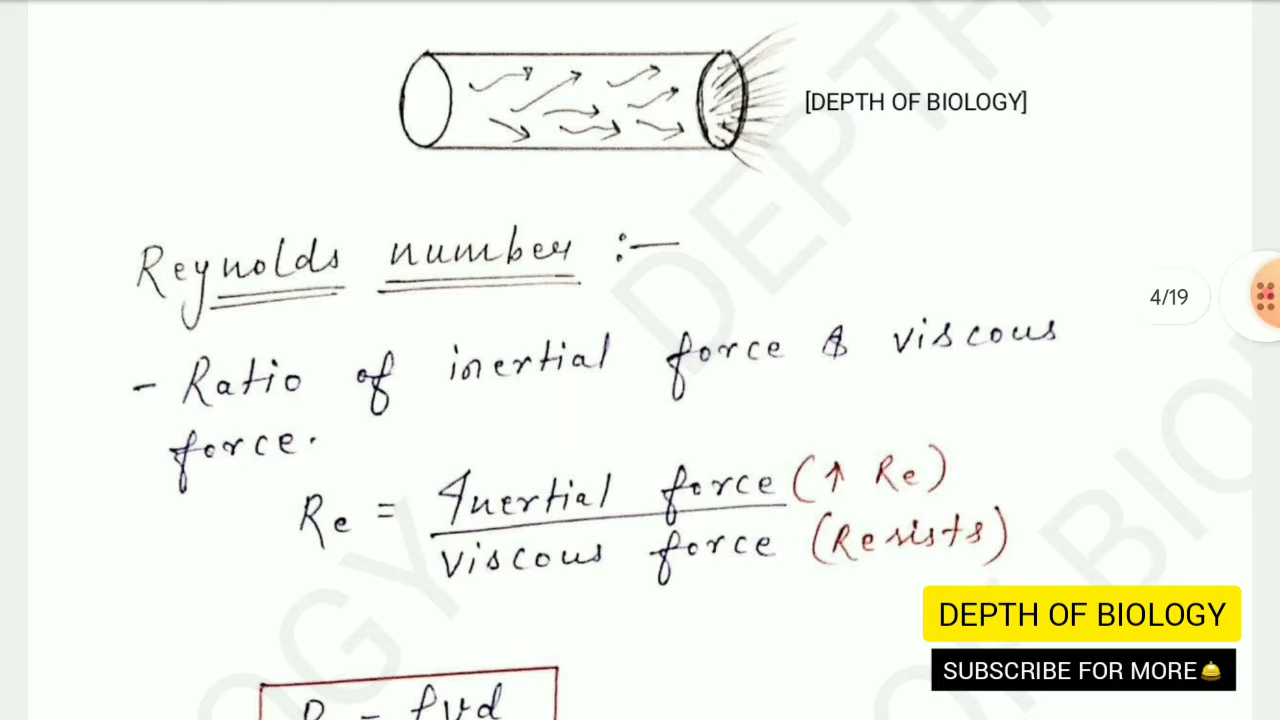 [DEPTH OF BIOLOGY]
Reynolds number :-
4/19
- Ratio of inertial force & viscous
force.
Re = Inertial force (↑ Re)
viscous force (Resists)
DEPTH OF BIOLOGY
SUBSCRIBE FOR MORE